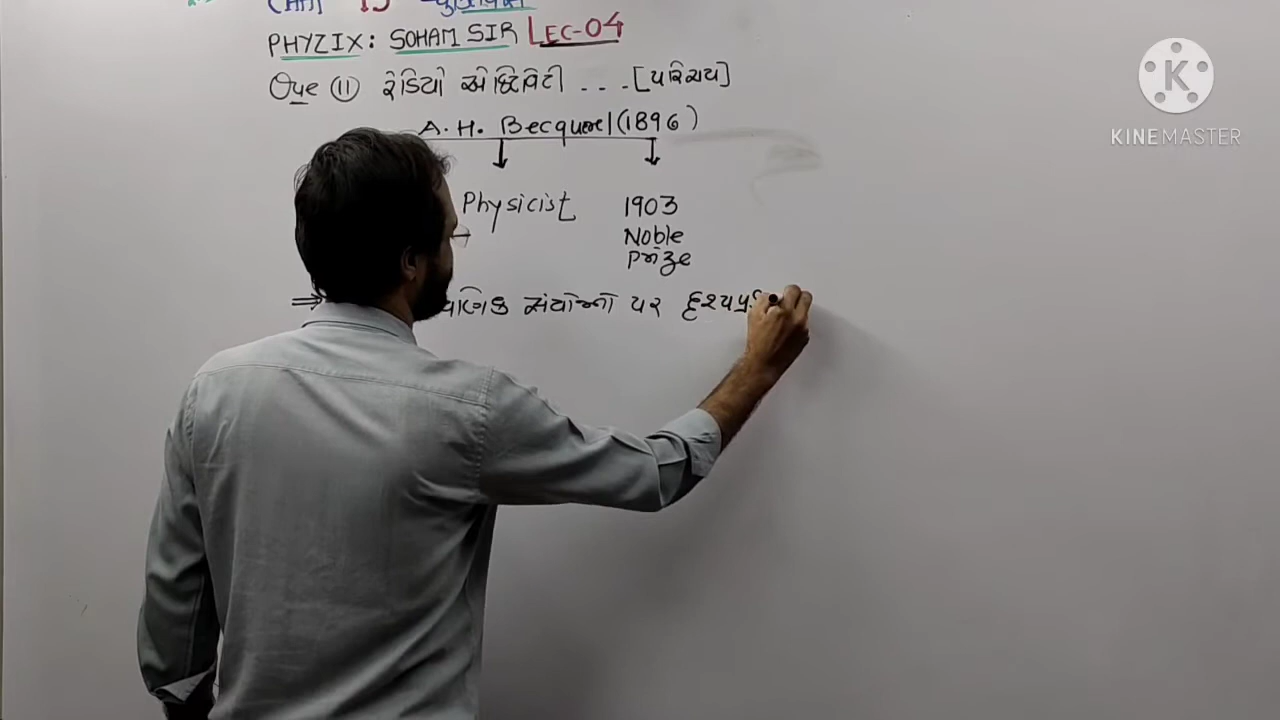 PHYZIX: SOHAM SIR LEC-04
Que 11 રેડિયો એક્ટિવિટી ... [પરિચય]
A. H. Becquerel (1896)
Physicist 1903
Noble
Prize
⇒ સંયોજનો પર
K
KINEMASTER